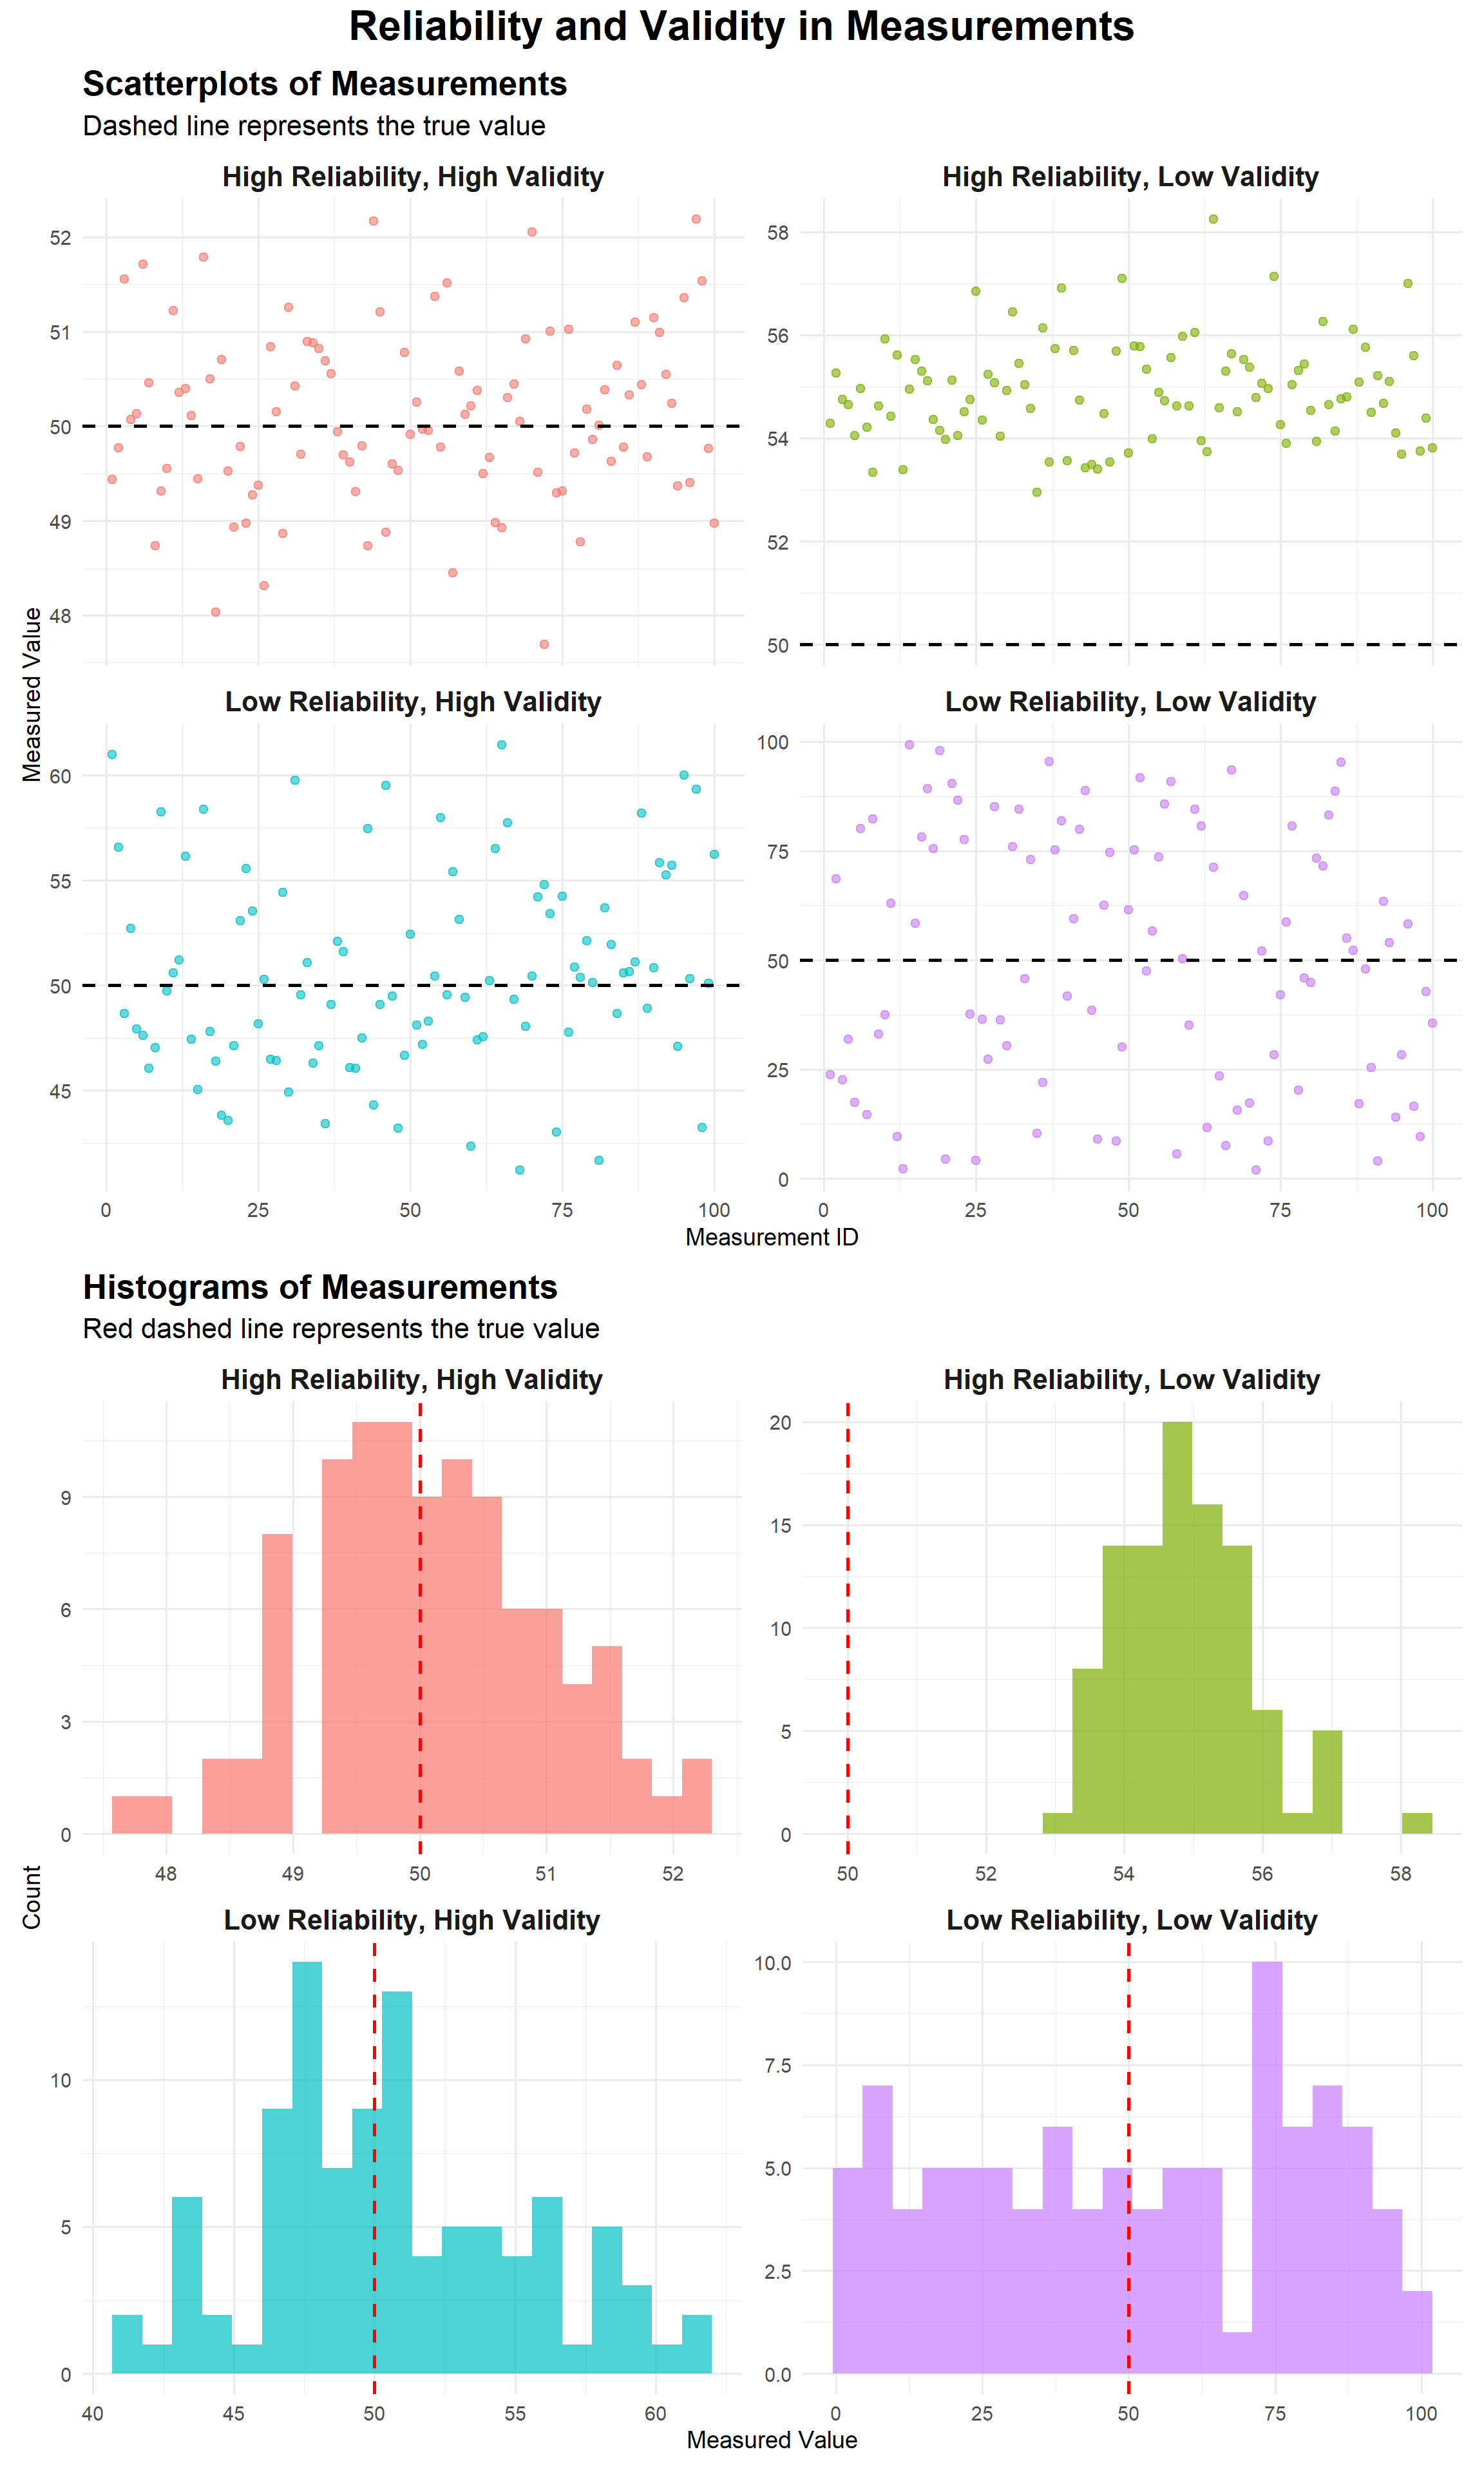 Reliability and Validity in Measurements
Scatterplots of Measurements
Dashed line represents the true value
High Reliability, High Validity
High Reliability, Low Validity
52
51
50
49
48
58
56
54
52
50
Measured Value
Low Reliability, High Validity
Low Reliability, Low Validity
60
55
50
45
100
75
50
25
0
0 25 50 75 100
0 25 50 75 100
Measurement ID
Histograms of Measurements
Red dashed line represents the true value
High Reliability, High Validity
High Reliability, Low Validity
9
6
3
0
20
15
10
5
0
48 49 50 51 52
50 52 54 56 58
Count
Low Reliability, High Validity
Low Reliability, Low Validity
10
5
0
10.0
7.5
5.0
2.5
0.0
40 45 50 55 60
0 25 50 75 100
Measured Value